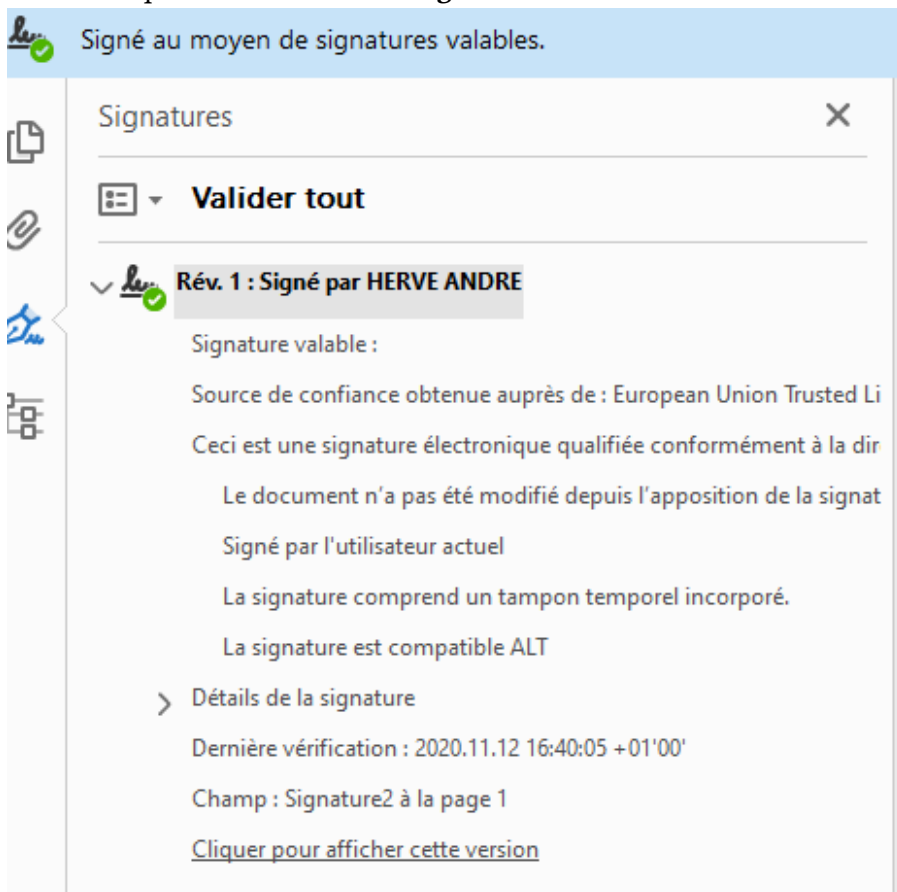 Signé au moyen de signatures valables.
Signatures
Valider tout
Rév. 1 : Signé par HERVE ANDRE
Signature valable :
Source de confiance obtenue auprès de : European Union Trusted Li
Ceci est une signature électronique qualifiée conformément à la dir
Le document n'a pas été modifié depuis l'apposition de la signat
Signé par l'utilisateur actuel
La signature comprend un tampon temporel incorporé.
La signature est compatible ALT
Détails de la signature
Dernière vérification : 2020.11.12 16:40:05 +01'00'
Champ : Signature2 à la page 1
Cliquer pour afficher cette version